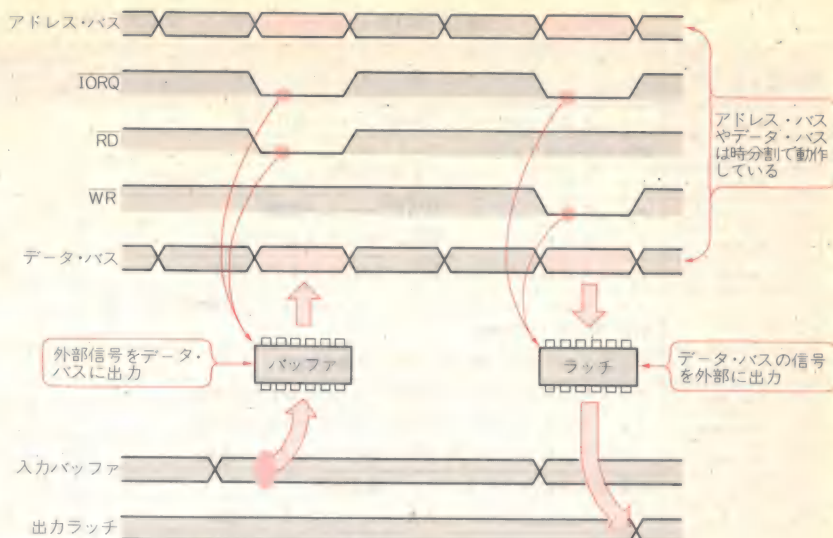 アドレス・バス
IORQ
RD
WR
データ・バス
アドレス・バス
やデータ・バス
は時分割で動作
している
外部信号をデータ・
バスに出力
バッファ
ラッチ
データ・バスの信号
を外部に出力
入力バッファ
出力ラッチ